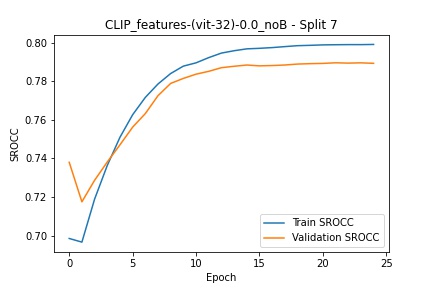 CLIP_features-(vit-32)-0.0_noB - Split 7
0.80
0.78
0.76
0.74
0.72
0.70
SROCC
Train SROCC
Validation SROCC
0 5 10 15 20 25
Epoch